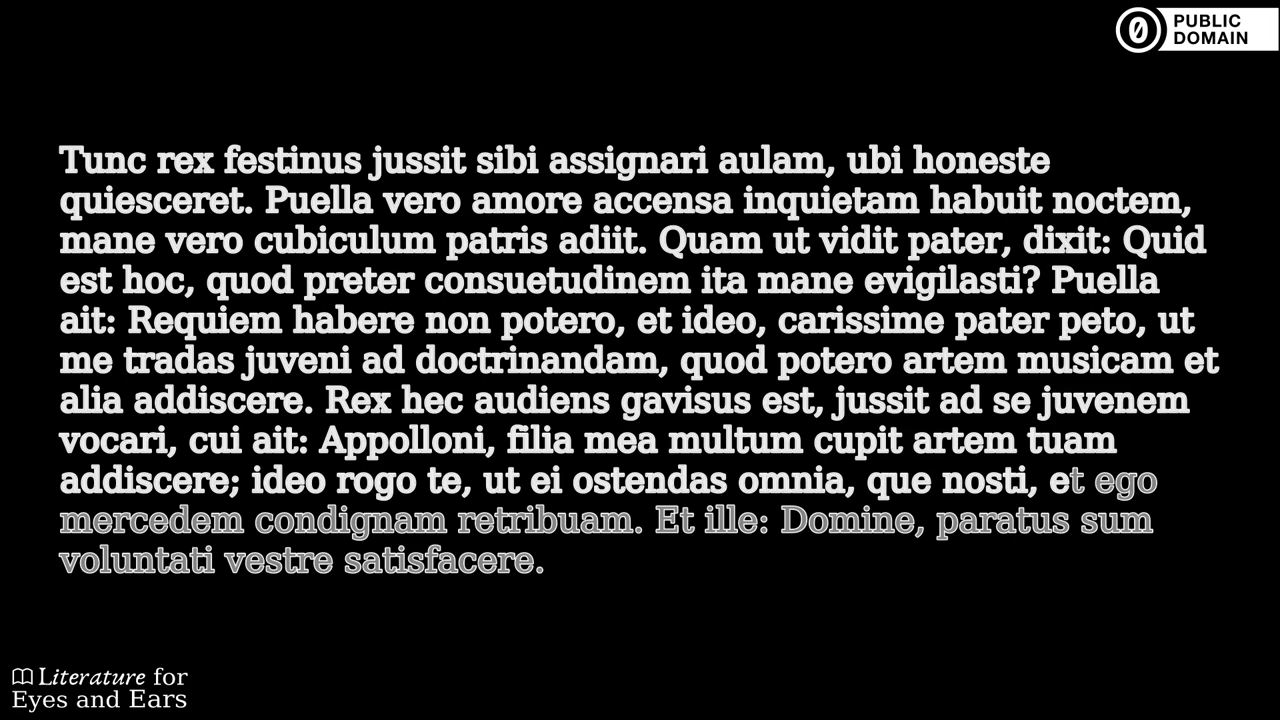 PUBLIC
DOMAIN
Tunc rex festinus jussit sibi assignari aulam, ubi honeste
quiesceret. Puella vero amore accensa inquietam habuit noctem,
mane vero cubiculum patris adiit. Quam ut vidit pater, dixit: Quid
est hoc, quod preter consuetudinem ita mane evigilasti? Puella
ait: Requiem habere non potero, et ideo, carissime pater peto, ut
me tradas juveni ad doctrinandam, quod potero artem musicam et
alia addiscere. Rex hec audiens gavisus est, jussit ad se juvenem
vocari, cui ait: Appolloni, filia mea multum cupit artem tuam
addiscere; ideo rogo te, ut ei ostendas omnia, que nosti, et ego
mercedem condignam retribuam. Et ille: Domine, paratus sum
voluntati vestre satisfacere.
Literature for
Eyes and Ears